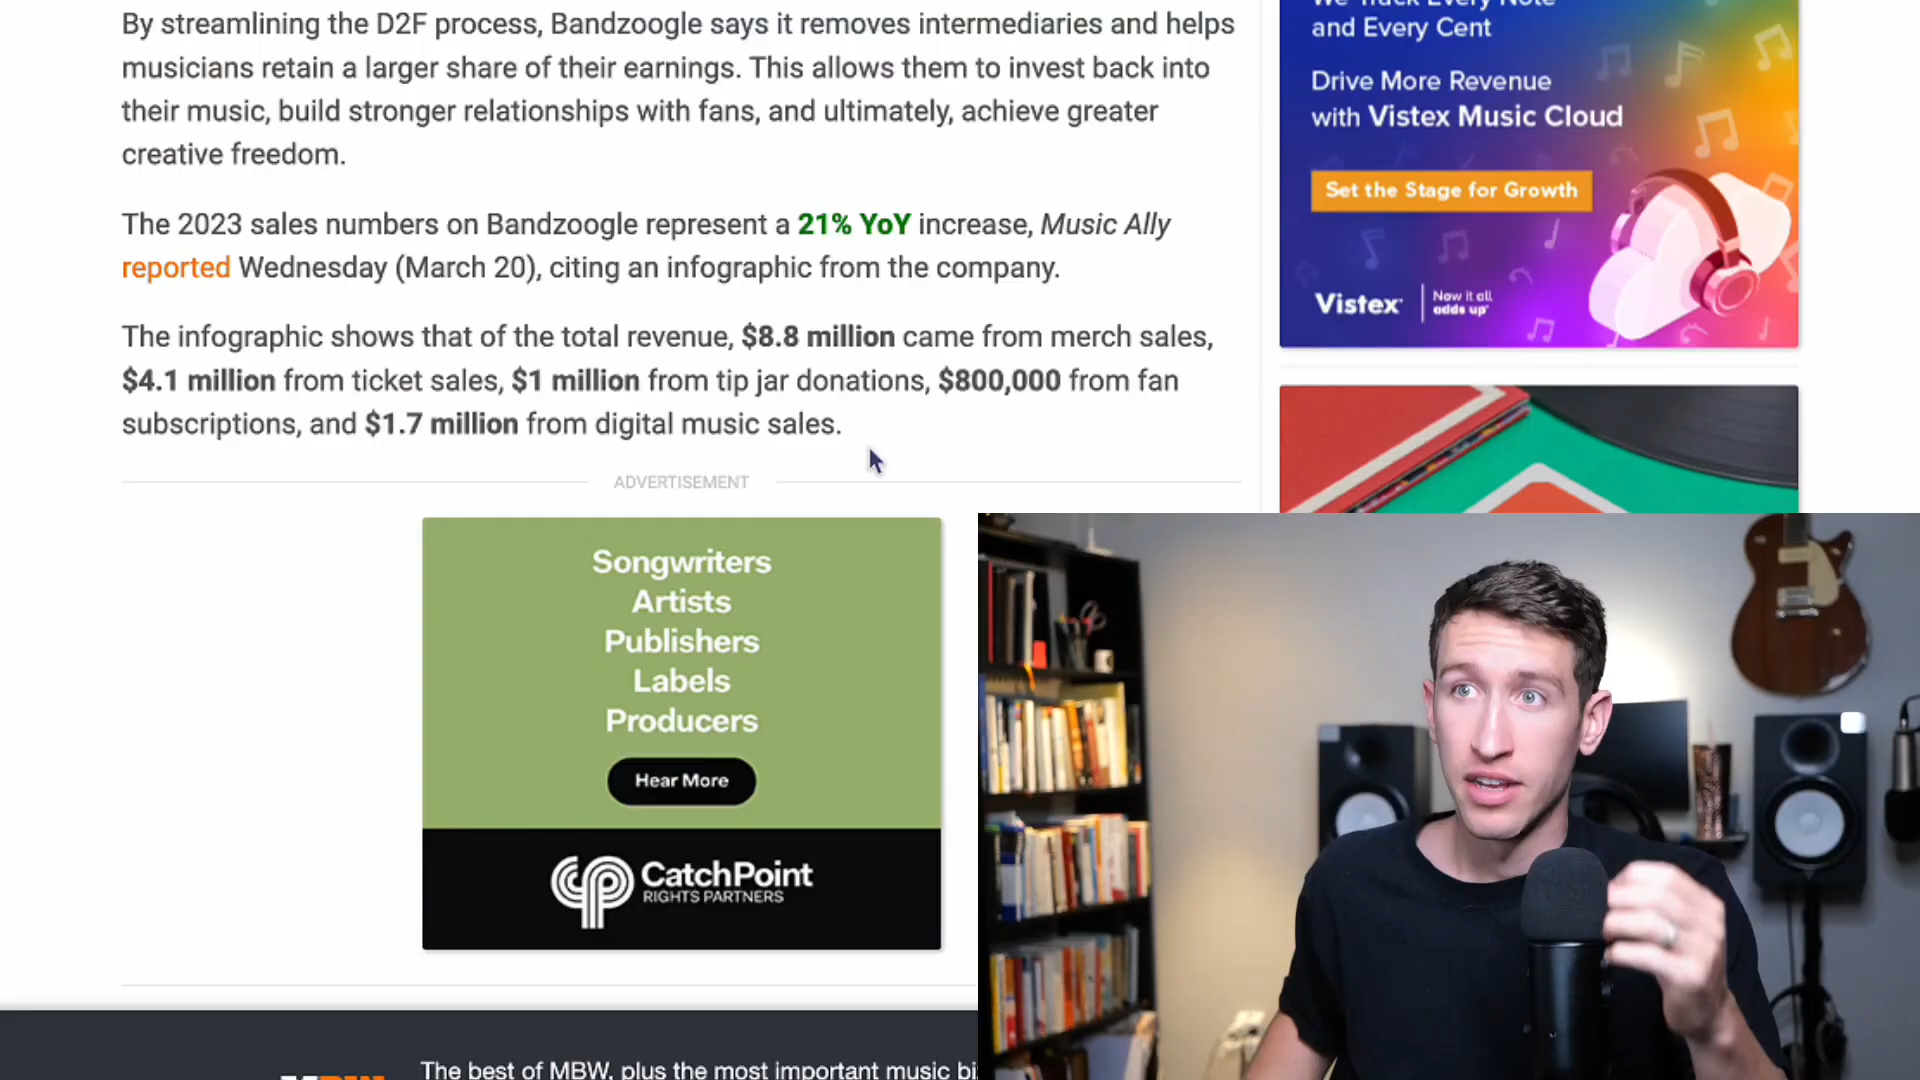 By streamlining the D2F process, Bandzoogle says it removes intermediaries and helps
musicians retain a larger share of their earnings. This allows them to invest back into
their music, build stronger relationships with fans, and ultimately, achieve greater
creative freedom.
The 2023 sales numbers on Bandzoogle represent a 21% YoY increase, Music Ally
reported Wednesday (March 20), citing an infographic from the company.
The infographic shows that of the total revenue, $8.8 million came from merch sales,
$4.1 million from ticket sales, $1 million from tip jar donations, $800,000 from fan
subscriptions, and $1.7 million from digital music sales.
ADVERTISEMENT
Songwriters
Artists
Publishers
Labels
Producers
Hear More
CatchPoint
RIGHTS PARTNERS
The best of MBW, plus the most important music
We Track Every Note
and Every Cent
Drive More Revenue
with Vistex Music Cloud
Set the Stage for Growth
Vistex
Now it all
adds up